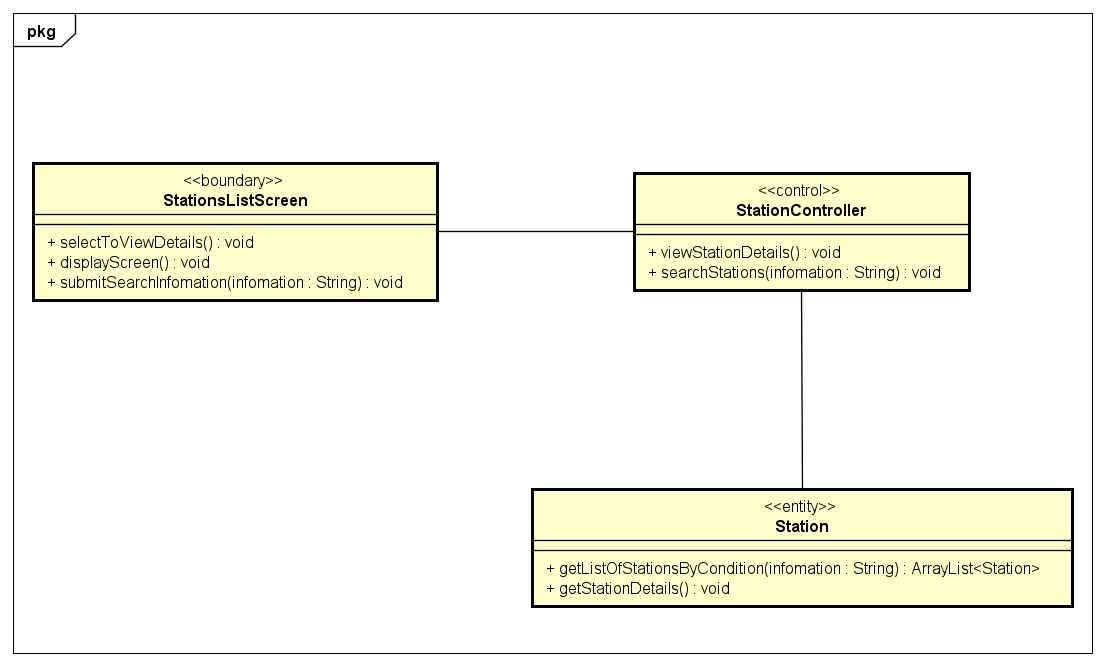 pkg
<<boundary>>
StationsListScreen
+ selectToViewDetails() : void
+ displayScreen() : void
+ submitSearchInfomation(infomation : String) : void
<<control>>
StationController
+ viewStationDetails() : void
+ searchStations(infomation : String) : void
<<entity>>
Station
+ getListOfStationsByCondition(infomation : String) : ArrayList<Station>
+ getStationDetails() : void